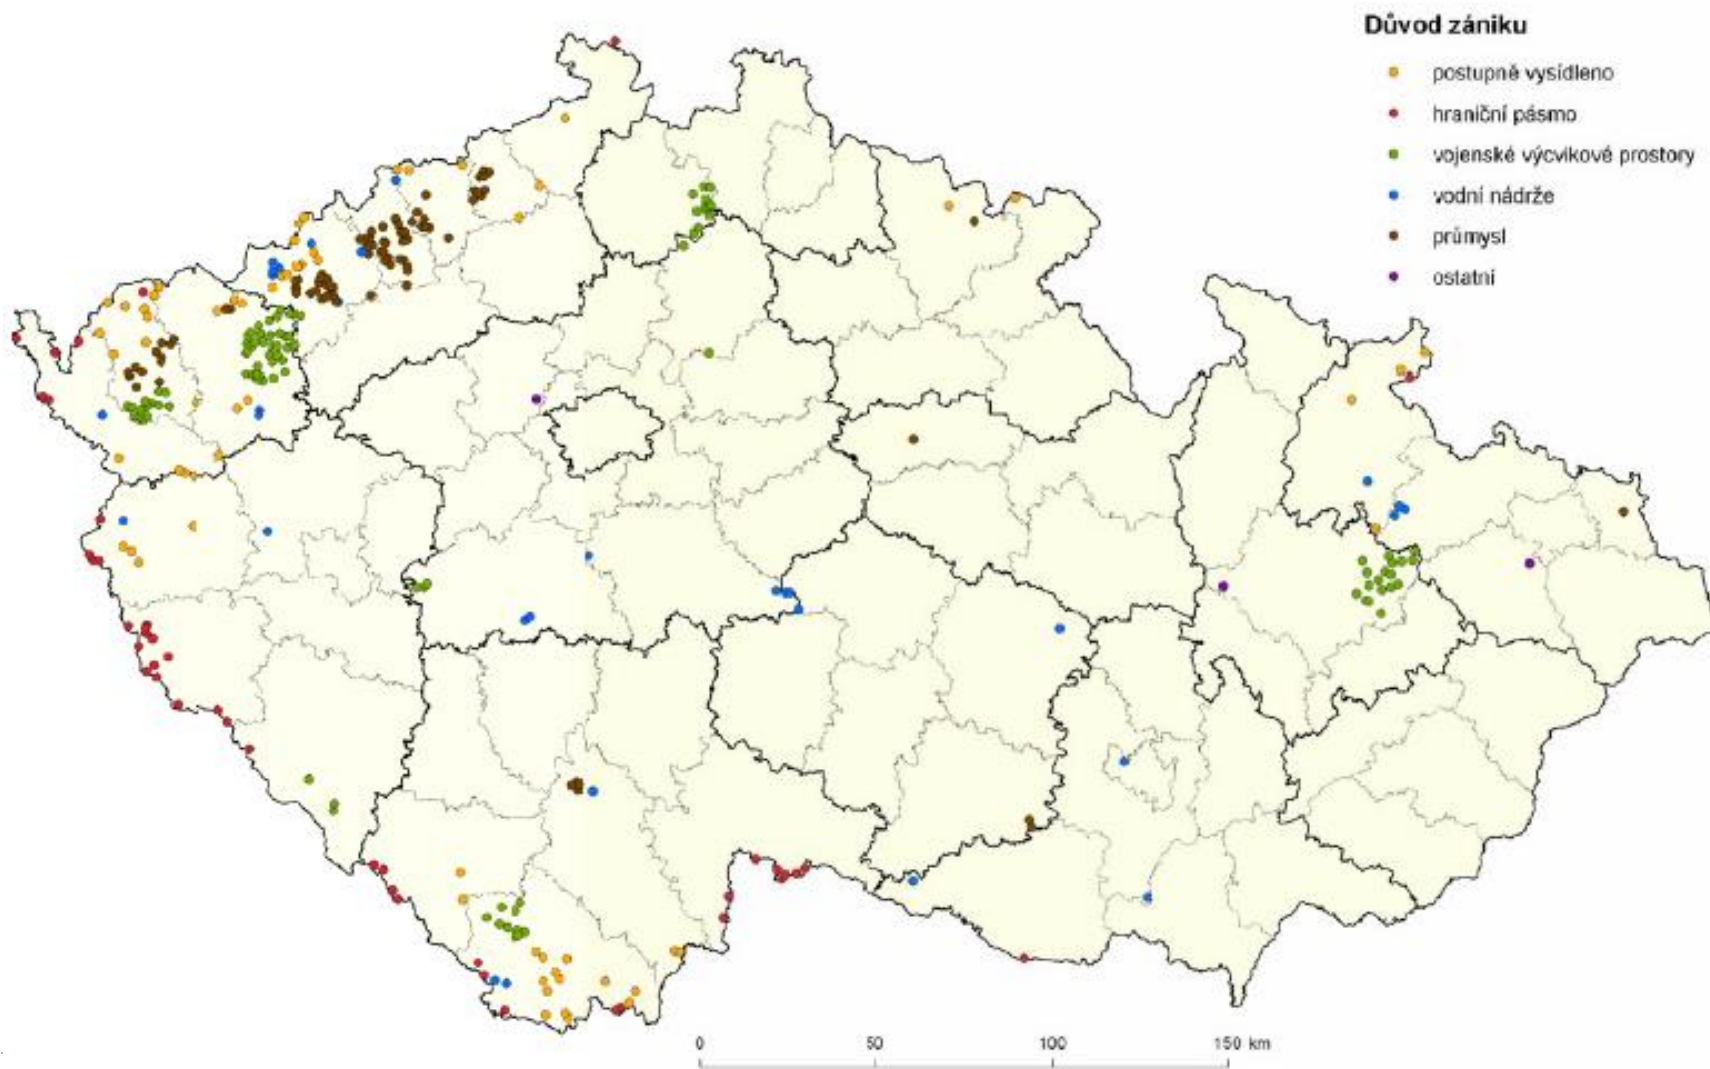 Důvod zániku
postupně vysídleno
hraniční pásmo
vojenské výcvikové prostory
vodní nádrže
průmysl
ostatní
0 50 100 150 km